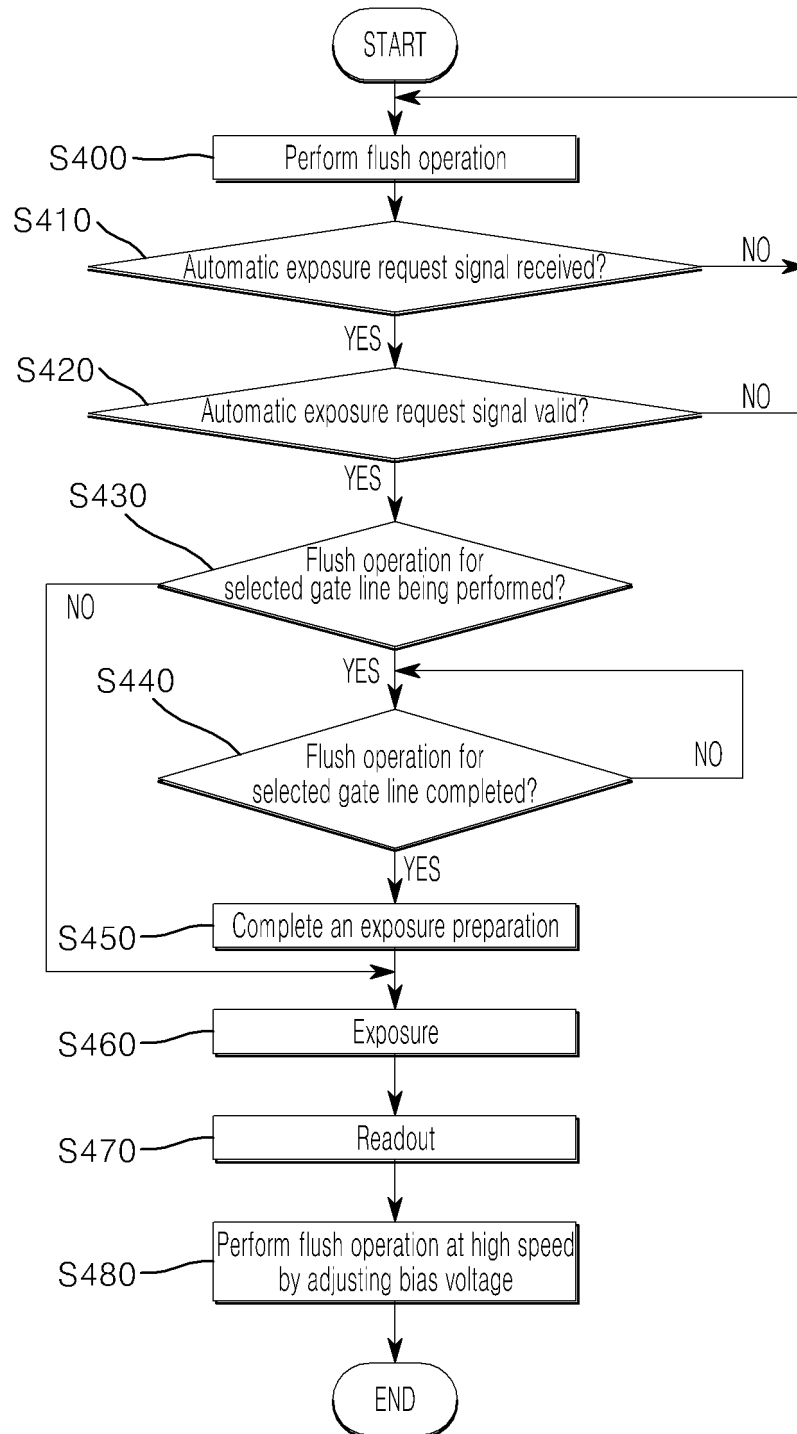 START
S400
Perform flush operation
S410
Automatic exposure request signal received?
NO
YES
S420
Automatic exposure request signal valid?
NO
YES
S430
Flush operation for
selected gate line being performed?
NO
YES
S440
Flush operation for
selected gate line completed?
NO
YES
S450
Complete an exposure preparation
S460
Exposure
S470
Readout
S480
Perform flush operation at high speed
by adjusting bias voltage
END